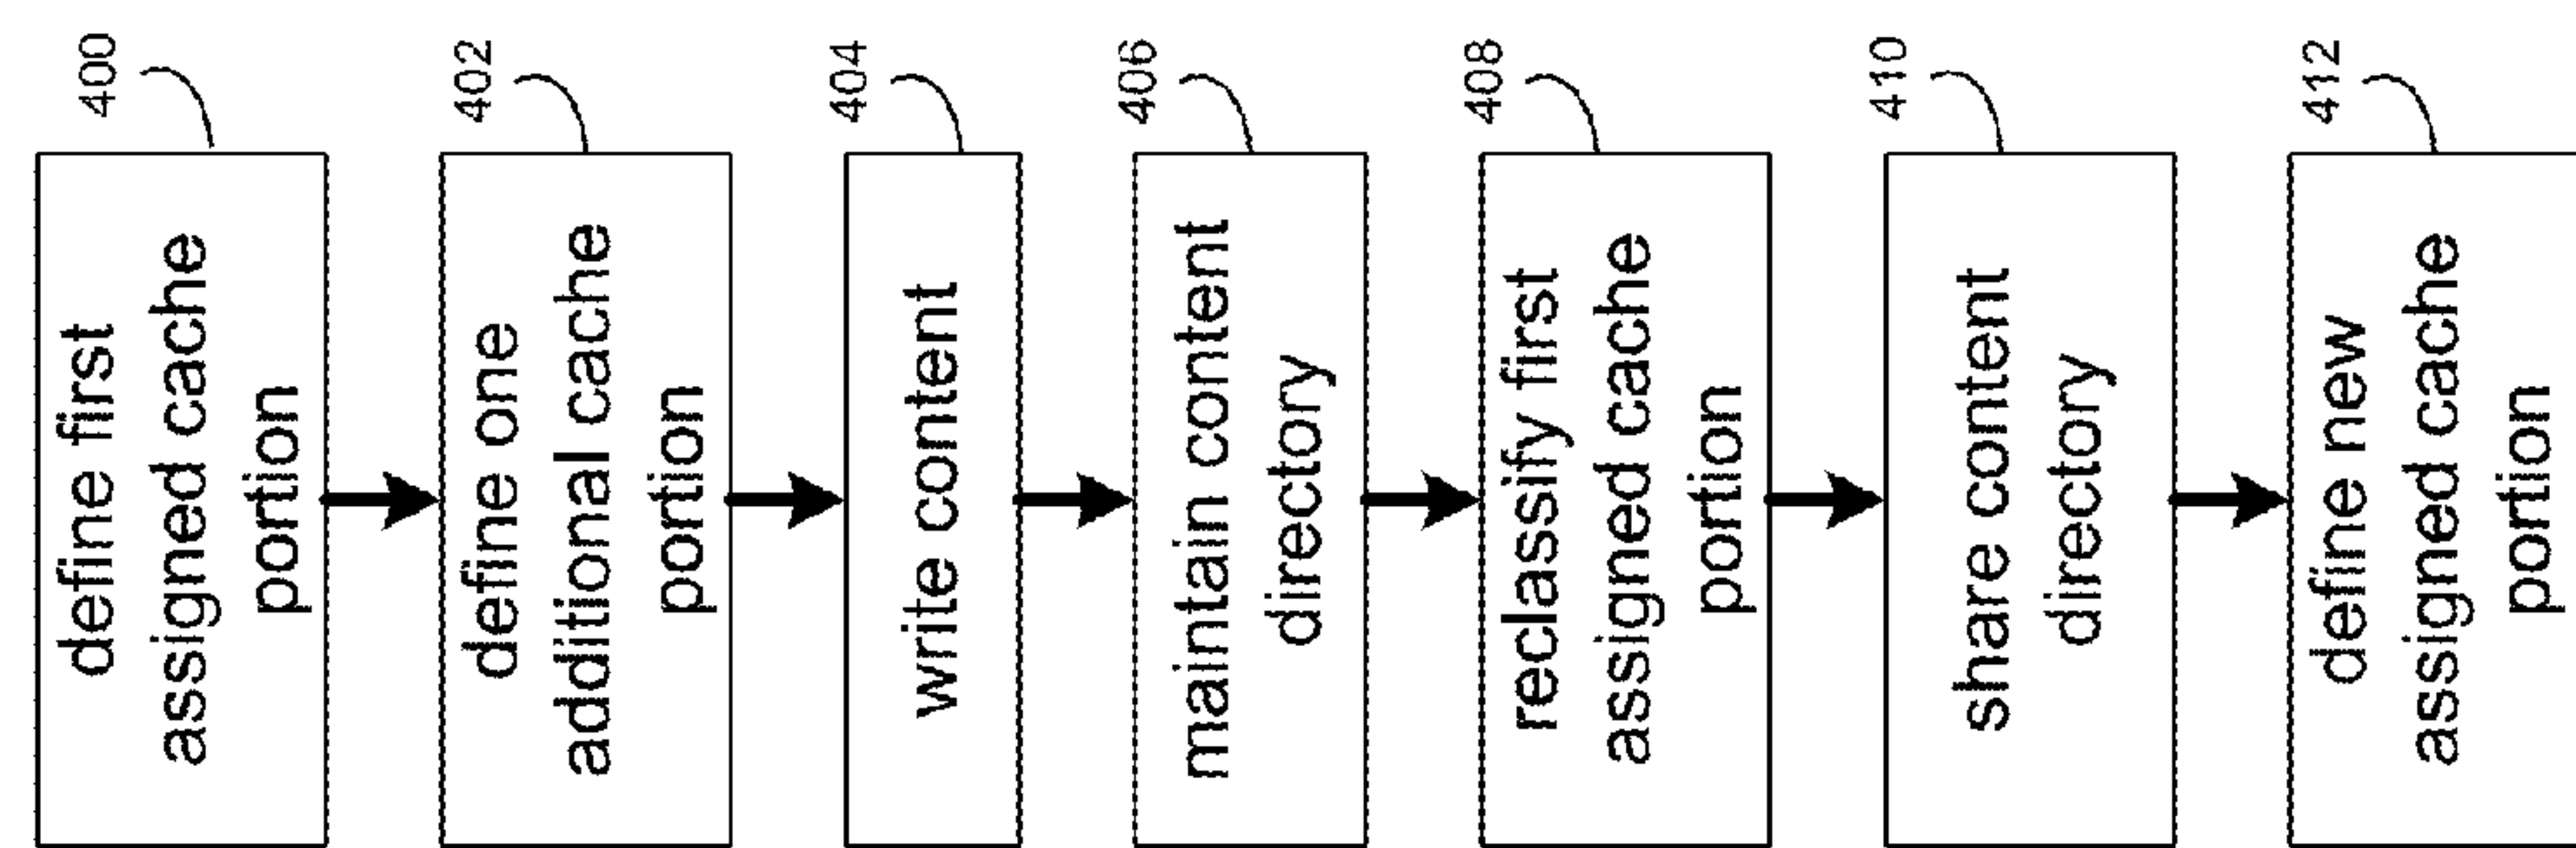 400
define first
assigned cache
portion
402
define one
additional cache
portion
404
write content
406
maintain content
directory
408
reclassify first
assigned cache
portion
410
share content
directory
412
define new
assigned cache
portion